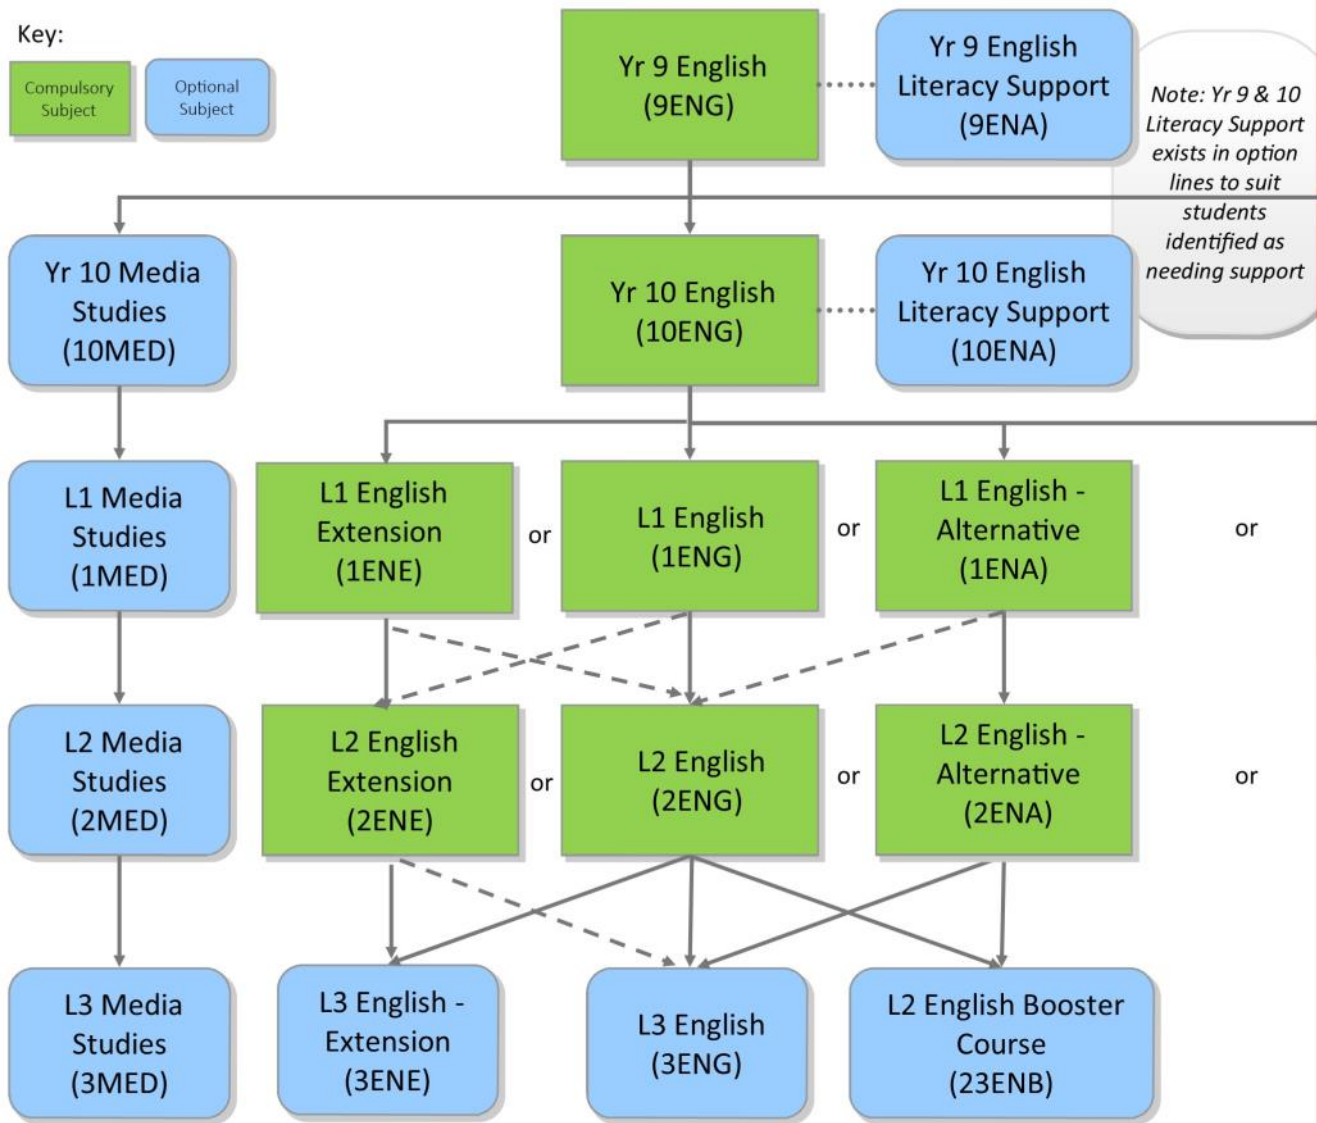 Key:
Compulsory
Subject
Optional
Subject
Yr 9 English
(9ENG)
Yr 9 English
Literacy Support
(9ENA)
Note: Yr 9 & 10
Literacy Support
exists in option
lines to suit
students
identified as
needing support
Yr 10 Media
Studies
(10MED)
Yr 10 English
(10ENG)
Yr 10 English
Literacy Support
(10ENA)
L1 Media
Studies
(1MED)
L1 English
Extension
(1ENE)
or
L1 English
(1ENG)
or
L1 English -
Alternative
(1ENA)
or
L2 Media
Studies
(2MED)
L2 English
Extension
(2ENE)
or
L2 English
(2ENG)
or
L2 English -
Alternative
(2ENA)
or
L3 Media
Studies
(3MED)
L3 English -
Extension
(3ENE)
L3 English
(3ENG)
L2 English Booster
Course
(23ENB)